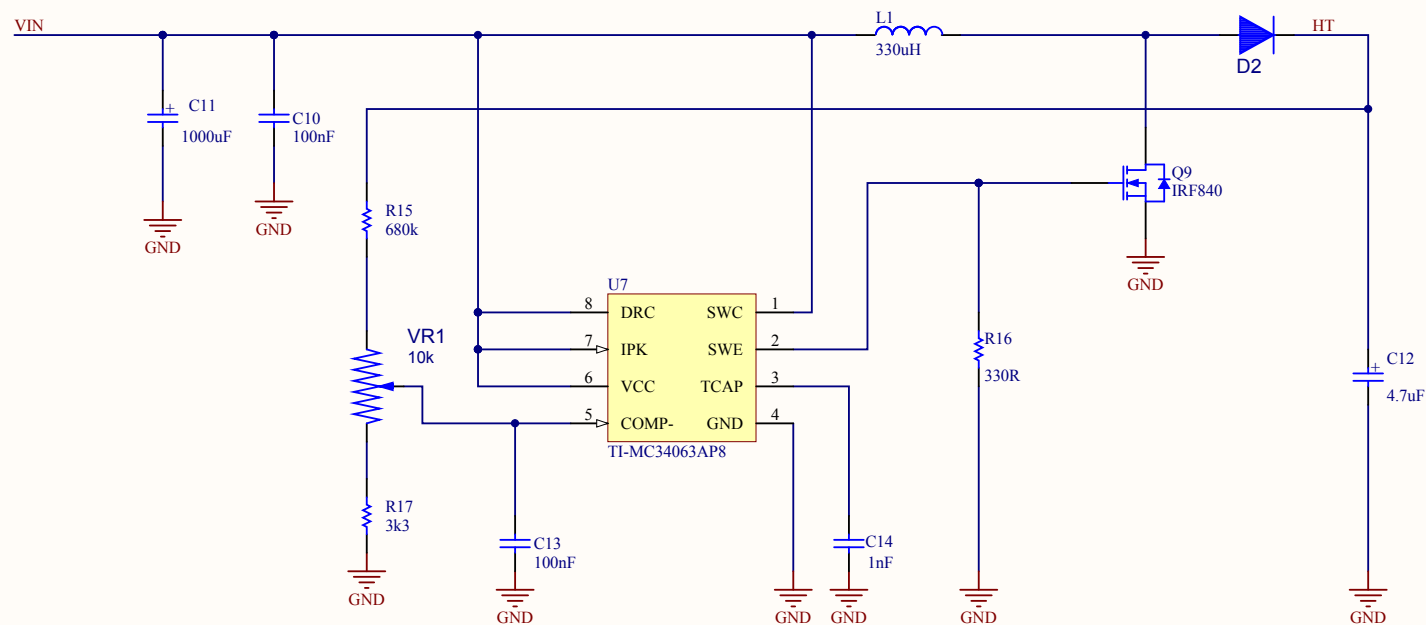 VIN
L1
330uH
HT
D2
C11
1000uF
C10
100nF
GND
GND
R15
680k
Q9
IRF840
GND
U7
8 DRC SWC 1
7 IPK SWE 2
6 VCC TCAP 3
5 COMP- GND 4
TI-MC34063AP8
VR1
10k
R16
330R
C12
4.7uF
R17
3k3
GND
C13
100nF
GND
GND
C14
1nF
GND
GND
GND